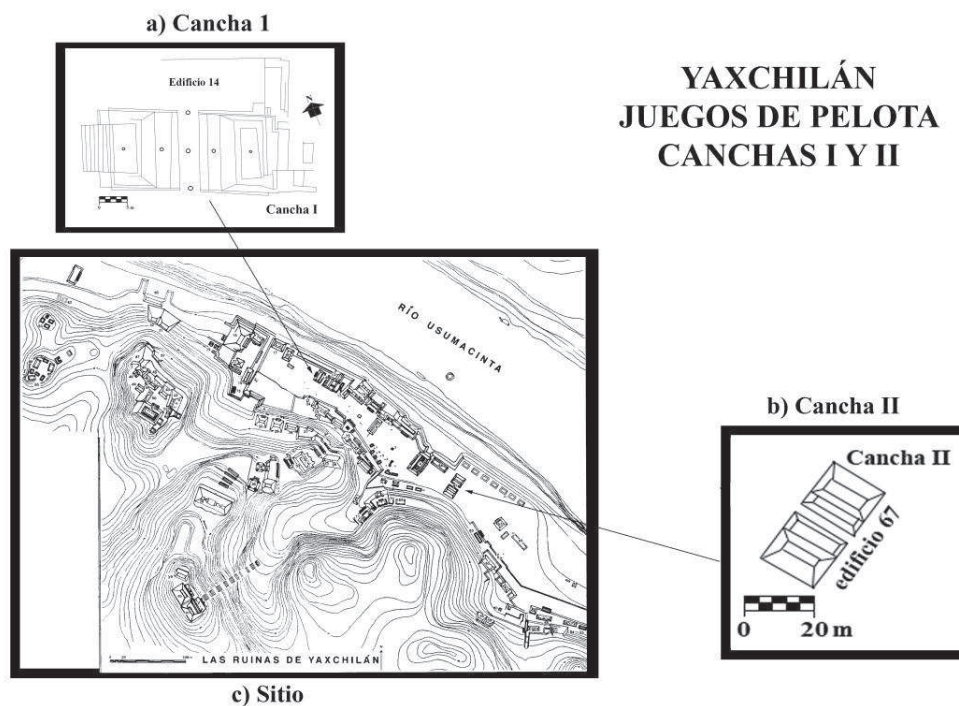 a) Cancha 1
Edificio 14
Cancha I
YAXCHILÁN
JUEGOS DE PELOTA
CANCHAS I Y II
RÍO USUMACINTA
LAS RUINAS DE YAXCHILÁN
c) Sitio
b) Cancha II
Cancha II
edificio 67
0 20 m